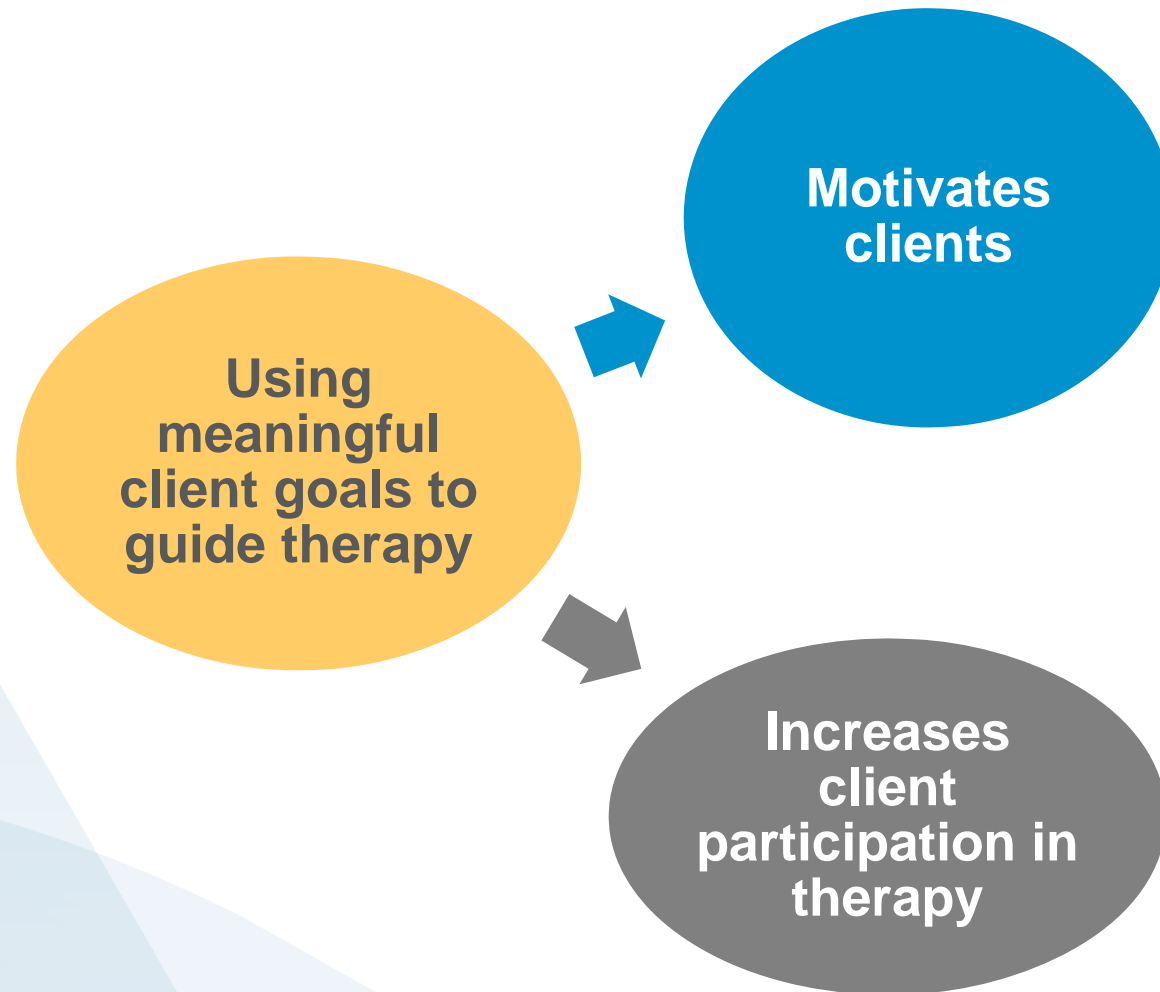 Motivates
clients
Using
meaningful
client goals to
guide therapy
Increases
client
participation in
therapy